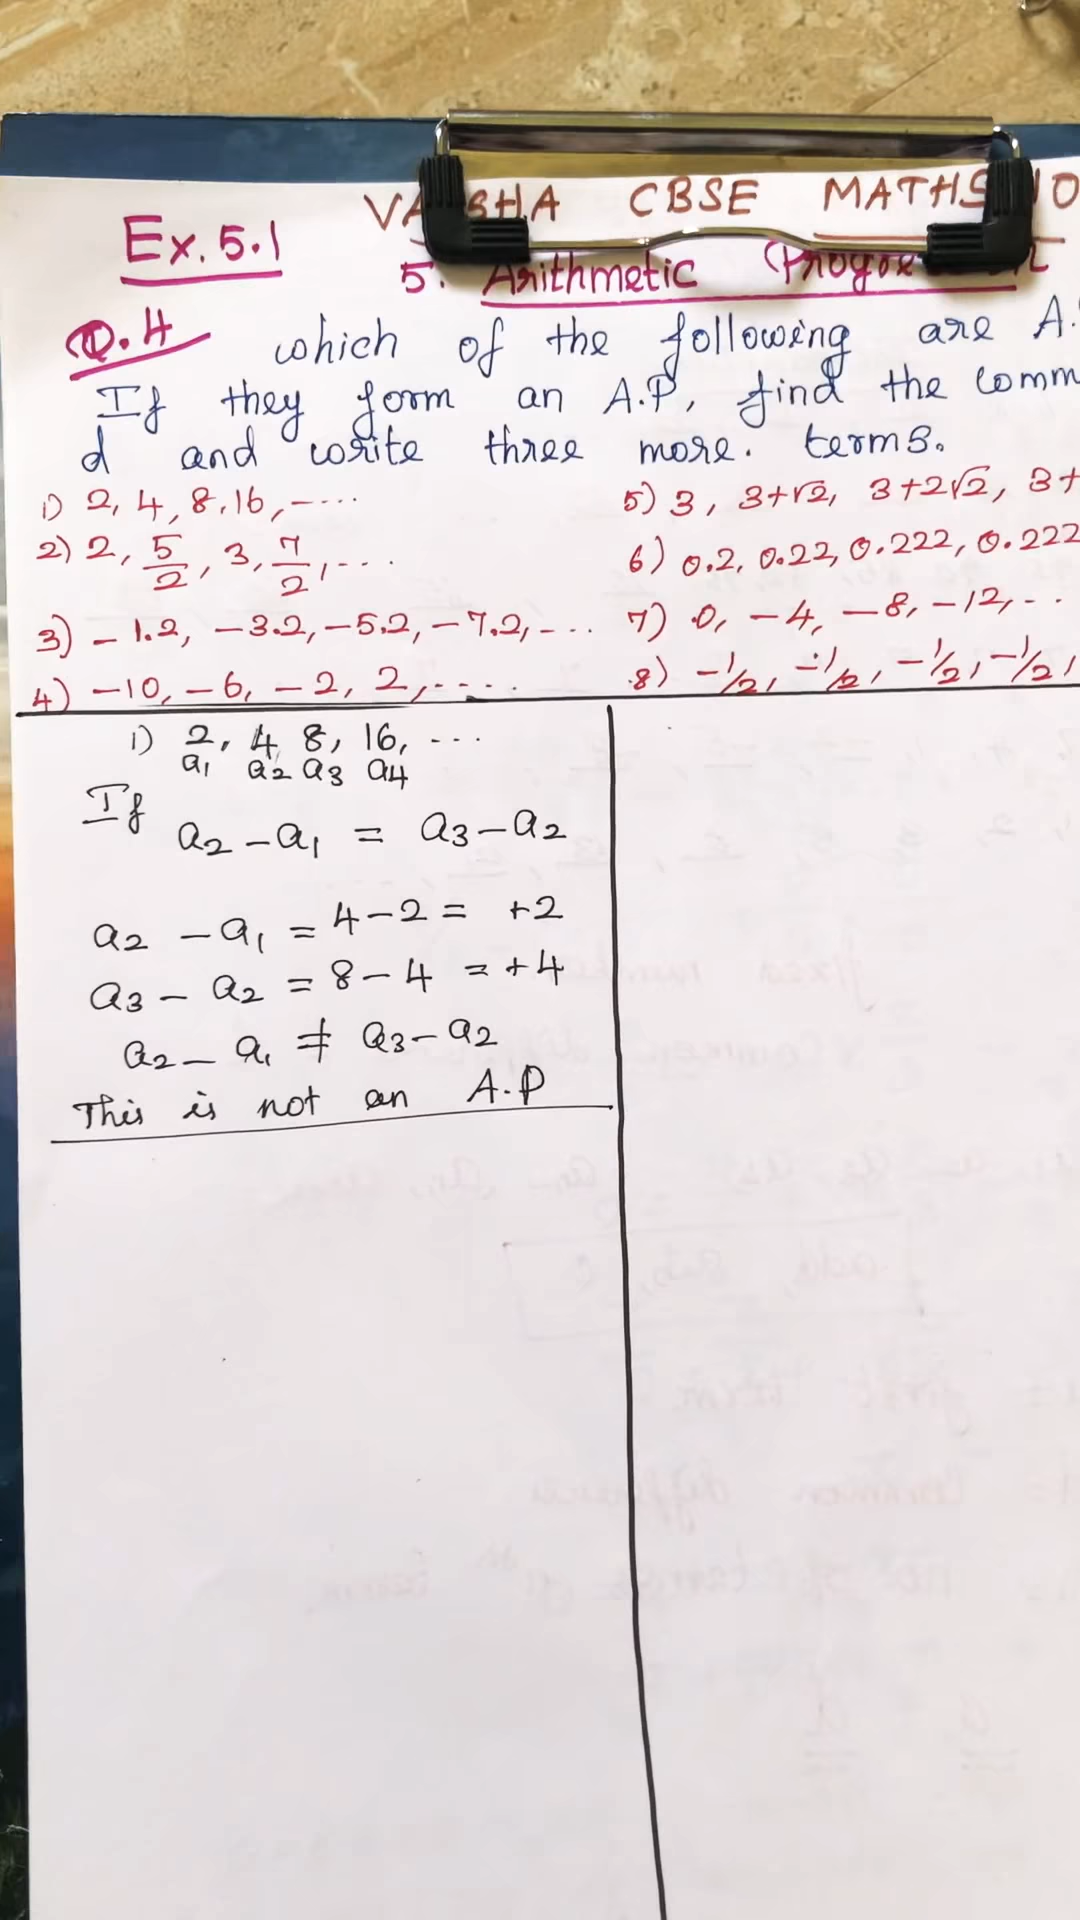 CBSE MATHS 10
Ex. 5.1
5. Arithmetic
Q.4 which of the following are
If they form an A.P, find the
d and write three more. terms.
1) 2, 4, 8, 16, ....
2) 2, 5/2, 3, 7/2, ...
3) -1.2, -3.2, -5.2, -7.2, ...
4) -10, -6, -2, 2, ....
5) 3, 3+√2, 3+2√2, 3+
6) 0.2, 0.22, 0.222, 0.222
7) 0, -4, -8, -12, ..
8) -1/2, -1/2, -1/2, -1/2,
1) 2, 4, 8, 16, ...
a1 a2 a3 a4
If
a2 - a1 = a3 - a2
a2 - a1 = 4 - 2 = +2
a3 - a2 = 8 - 4 = +4
a2 - a1 ≠ a3 - a2
This is not an A.P